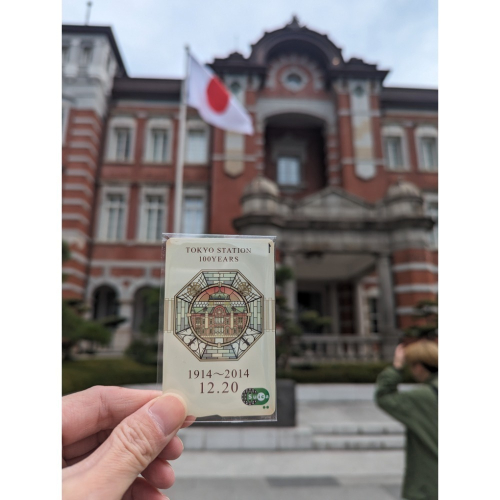 TOKYO STATION
100YEARS
1914～2014
12.20
Suica